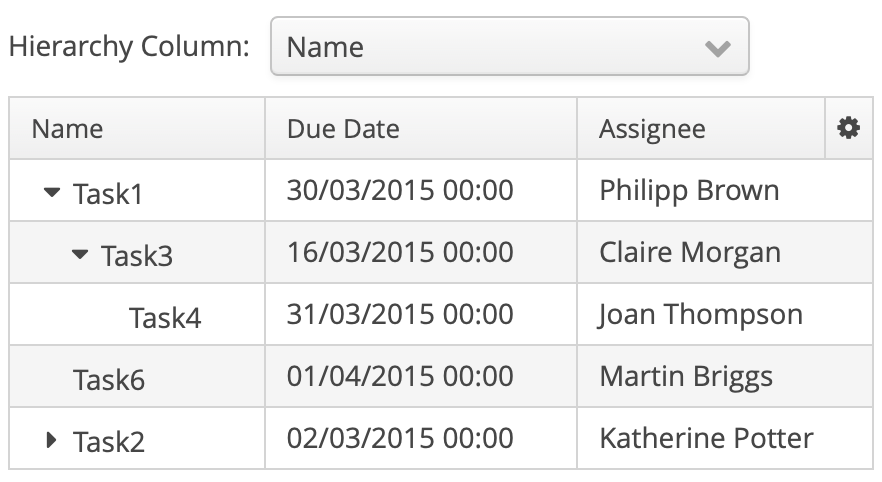 Hierarchy Column: Name
Name Due Date Assignee
Task1 30/03/2015 00:00 Philipp Brown
Task3 16/03/2015 00:00 Claire Morgan
Task4 31/03/2015 00:00 Joan Thompson
Task6 01/04/2015 00:00 Martin Briggs
Task2 02/03/2015 00:00 Katherine Potter